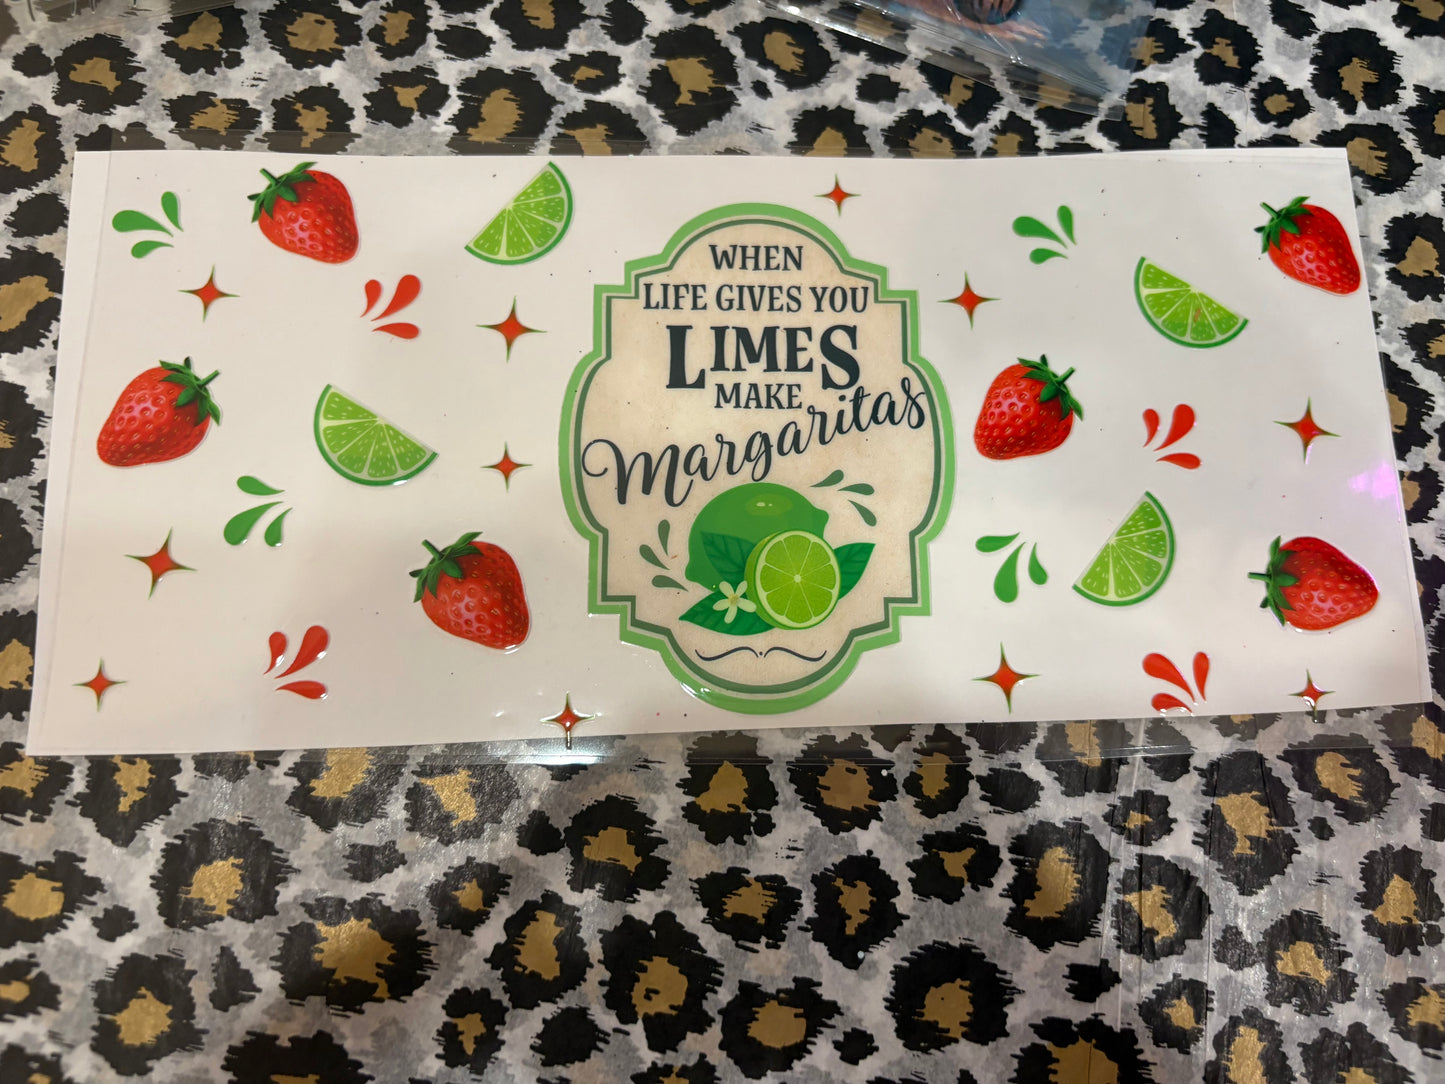 WHEN
LIFE GIVES YOU
LIMES
MAKE
Margaritas